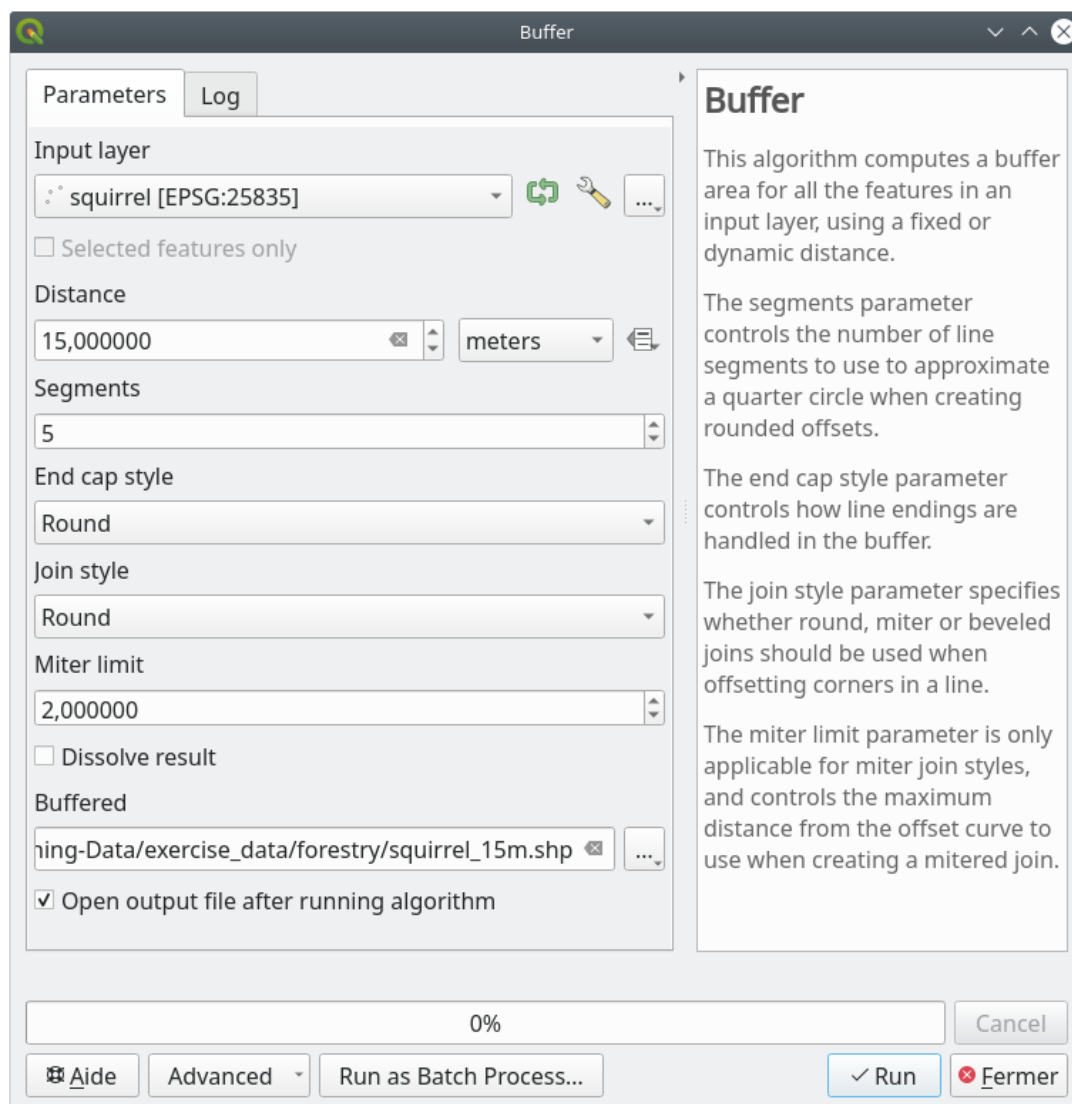 Buffer
Parameters
Log
Input layer
squirrel [EPSG:25835]
...
Selected features only
Distance
15,000000
meters
Segments
5
End cap style
Round
Join style
Round
Miter limit
2,000000
Dissolve result
Buffered
ning-Data/exercise_data/forestry/squirrel_15m.shp
...
Open output file after running algorithm
Buffer
This algorithm computes a buffer
area for all the features in an
input layer, using a fixed or
dynamic distance.
The segments parameter
controls the number of line
segments to use to approximate
a quarter circle when creating
rounded offsets.
The end cap style parameter
controls how line endings are
handled in the buffer.
The join style parameter specifies
whether round, miter or beveled
joins should be used when
offsetting corners in a line.
The miter limit parameter is only
applicable for miter join styles,
and controls the maximum
distance from the offset curve to
use when creating a mitered join.
0%
Cancel
Aide
Advanced
Run as Batch Process...
Run
Fermer